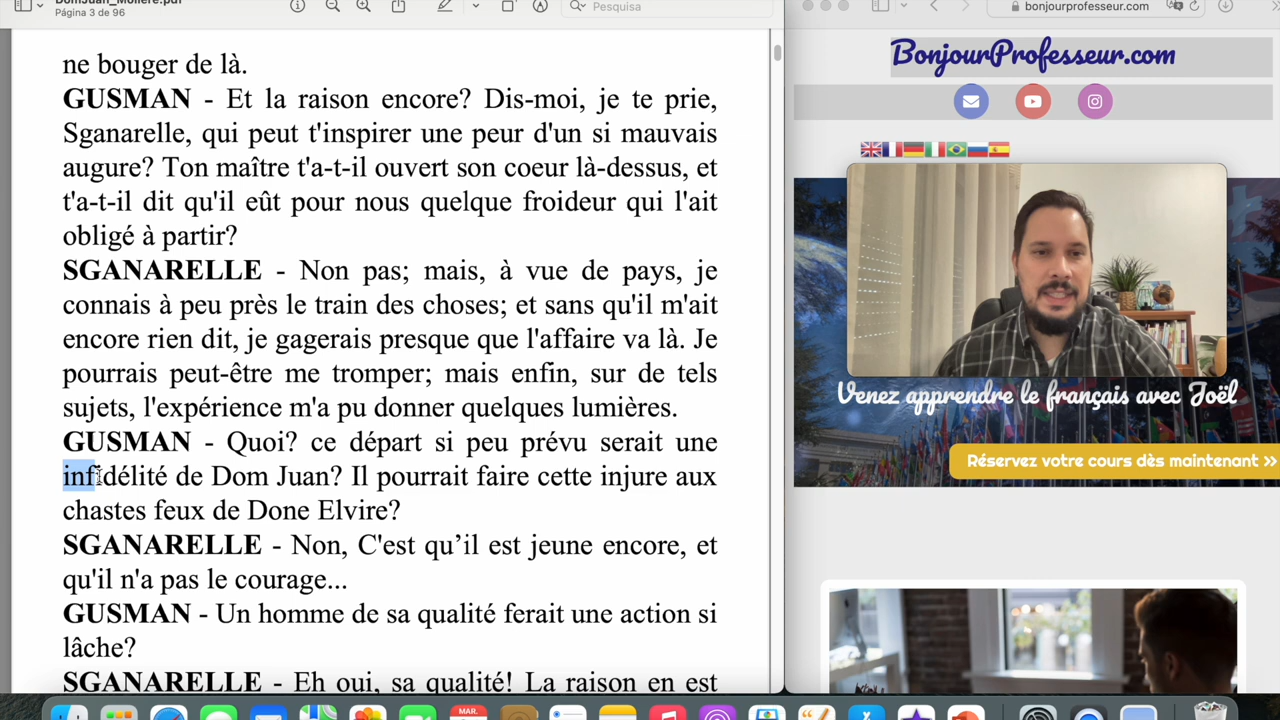 DomJuan_Moliere.pdf
Página 3 de 96
Pesquisa
bonjourprofesseur.com
ne bouger de là.
GUSMAN - Et la raison encore? Dis-moi, je te prie,
Sganarelle, qui peut t'inspirer une peur d'un si mauvais
augure? Ton maître t'a-t-il ouvert son coeur là-dessus, et
t'a-t-il dit qu'il eût pour nous quelque froideur qui l'ait
obligé à partir?
SGANARELLE - Non pas; mais, à vue de pays, je
connais à peu près le train des choses; et sans qu'il m'ait
encore rien dit, je gagerais presque que l'affaire va là. Je
pourrais peut-être me tromper; mais enfin, sur de tels
sujets, l'expérience m'a pu donner quelques lumières.
GUSMAN - Quoi? ce départ si peu prévu serait une
infidélité de Dom Juan? Il pourrait faire cette injure aux
chastes feux de Done Elvire?
SGANARELLE - Non, C'est qu’il est jeune encore, et
qu'il n'a pas le courage...
GUSMAN - Un homme de sa qualité ferait une action si
lâche?
SGANARELLE - Eh oui, sa qualité! La raison en est
BonjourProfesseur.com
Venez apprendre le français avec Joël
Réservez votre cours dès maintenant »
MAR.